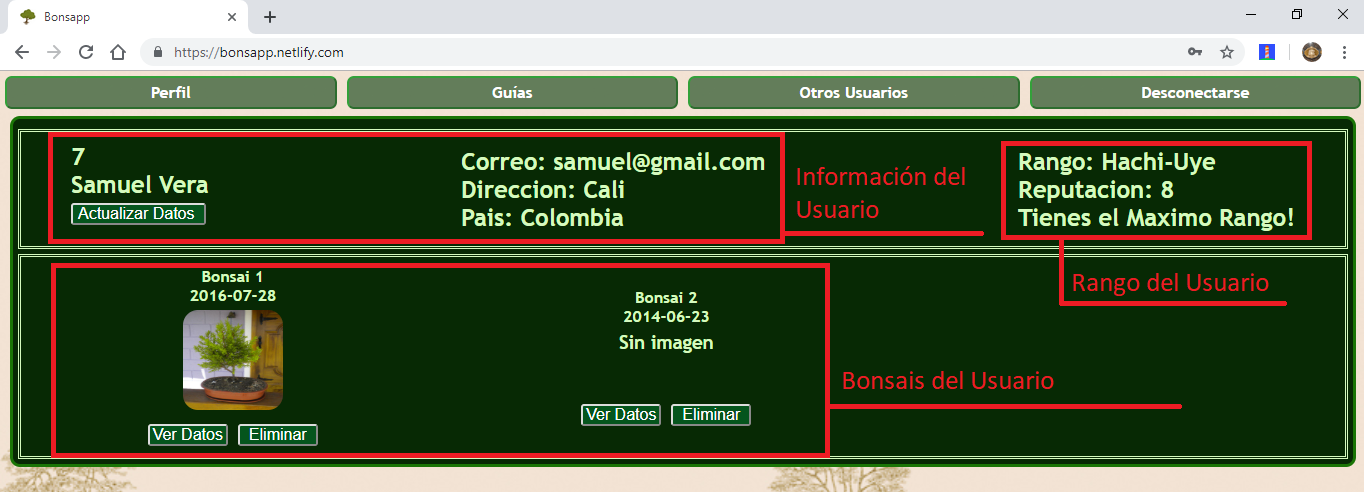 Bonsapp
https://bonsapp.netlify.com
Perfil
Guías
Otros Usuarios
Desconectarse
7
Samuel Vera
Actualizar Datos
Correo: samuel@gmail.com
Direccion: Cali
Pais: Colombia
Información del
Usuario
Rango: Hachi-Uye
Reputacion: 8
Tienes el Maximo Rango!
Rango del Usuario
Bonsai 1
2016-07-28
Ver Datos
Eliminar
Bonsai 2
2014-06-23
Sin imagen
Ver Datos
Eliminar
Bonsais del Usuario